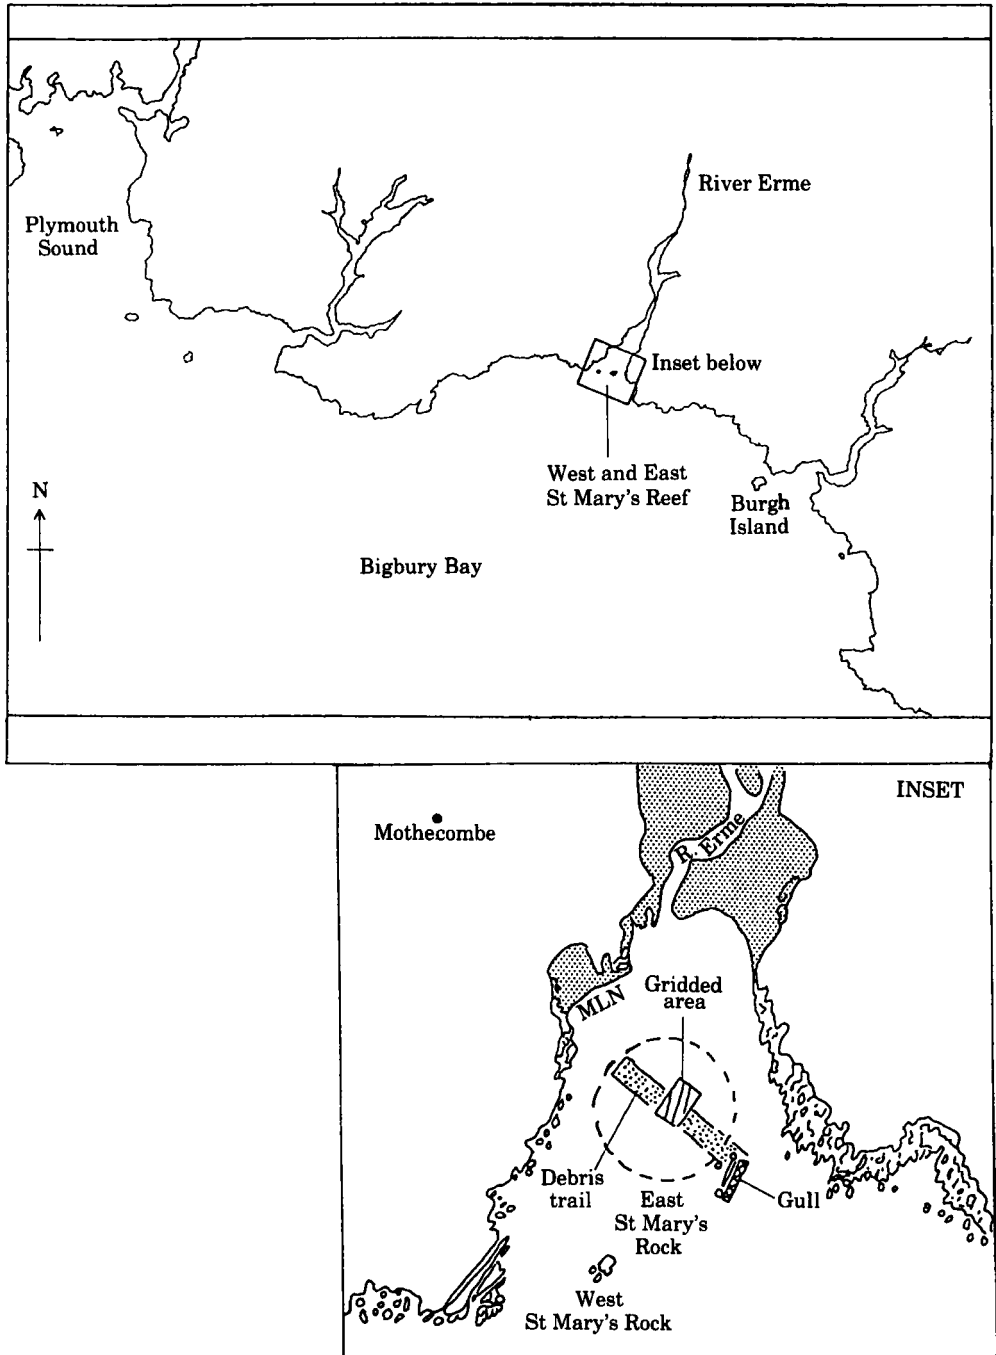 River Erme
Plymouth
Sound
Inset below
West and East
St Mary's Reef
N
Burgh
Island
Bigbury Bay
INSET
Mothecombe
R. Erme
MLN
Gridded
area
Debris
trail
East
St Mary's
Rock
Gull
West
St Mary's Rock